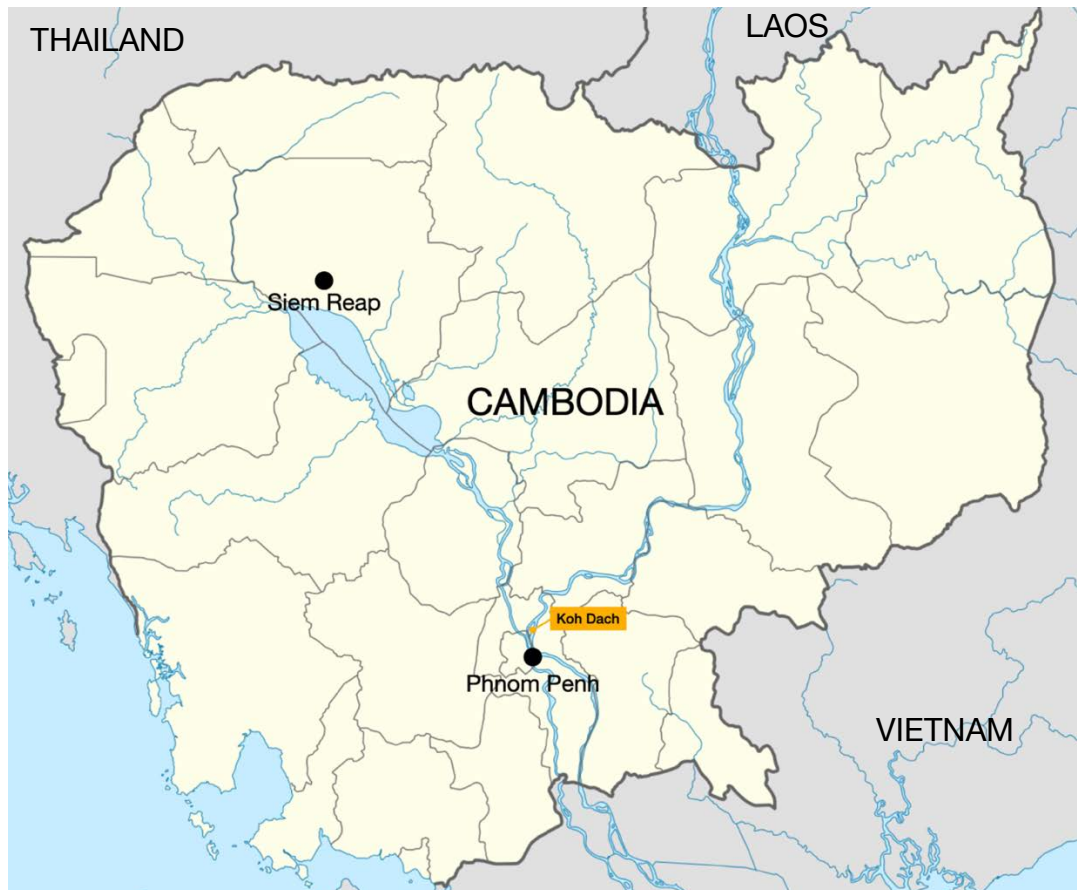 THAILAND
LAOS
Siem Reap
CAMBODIA
Koh Dach
Phnom Penh
VIETNAM